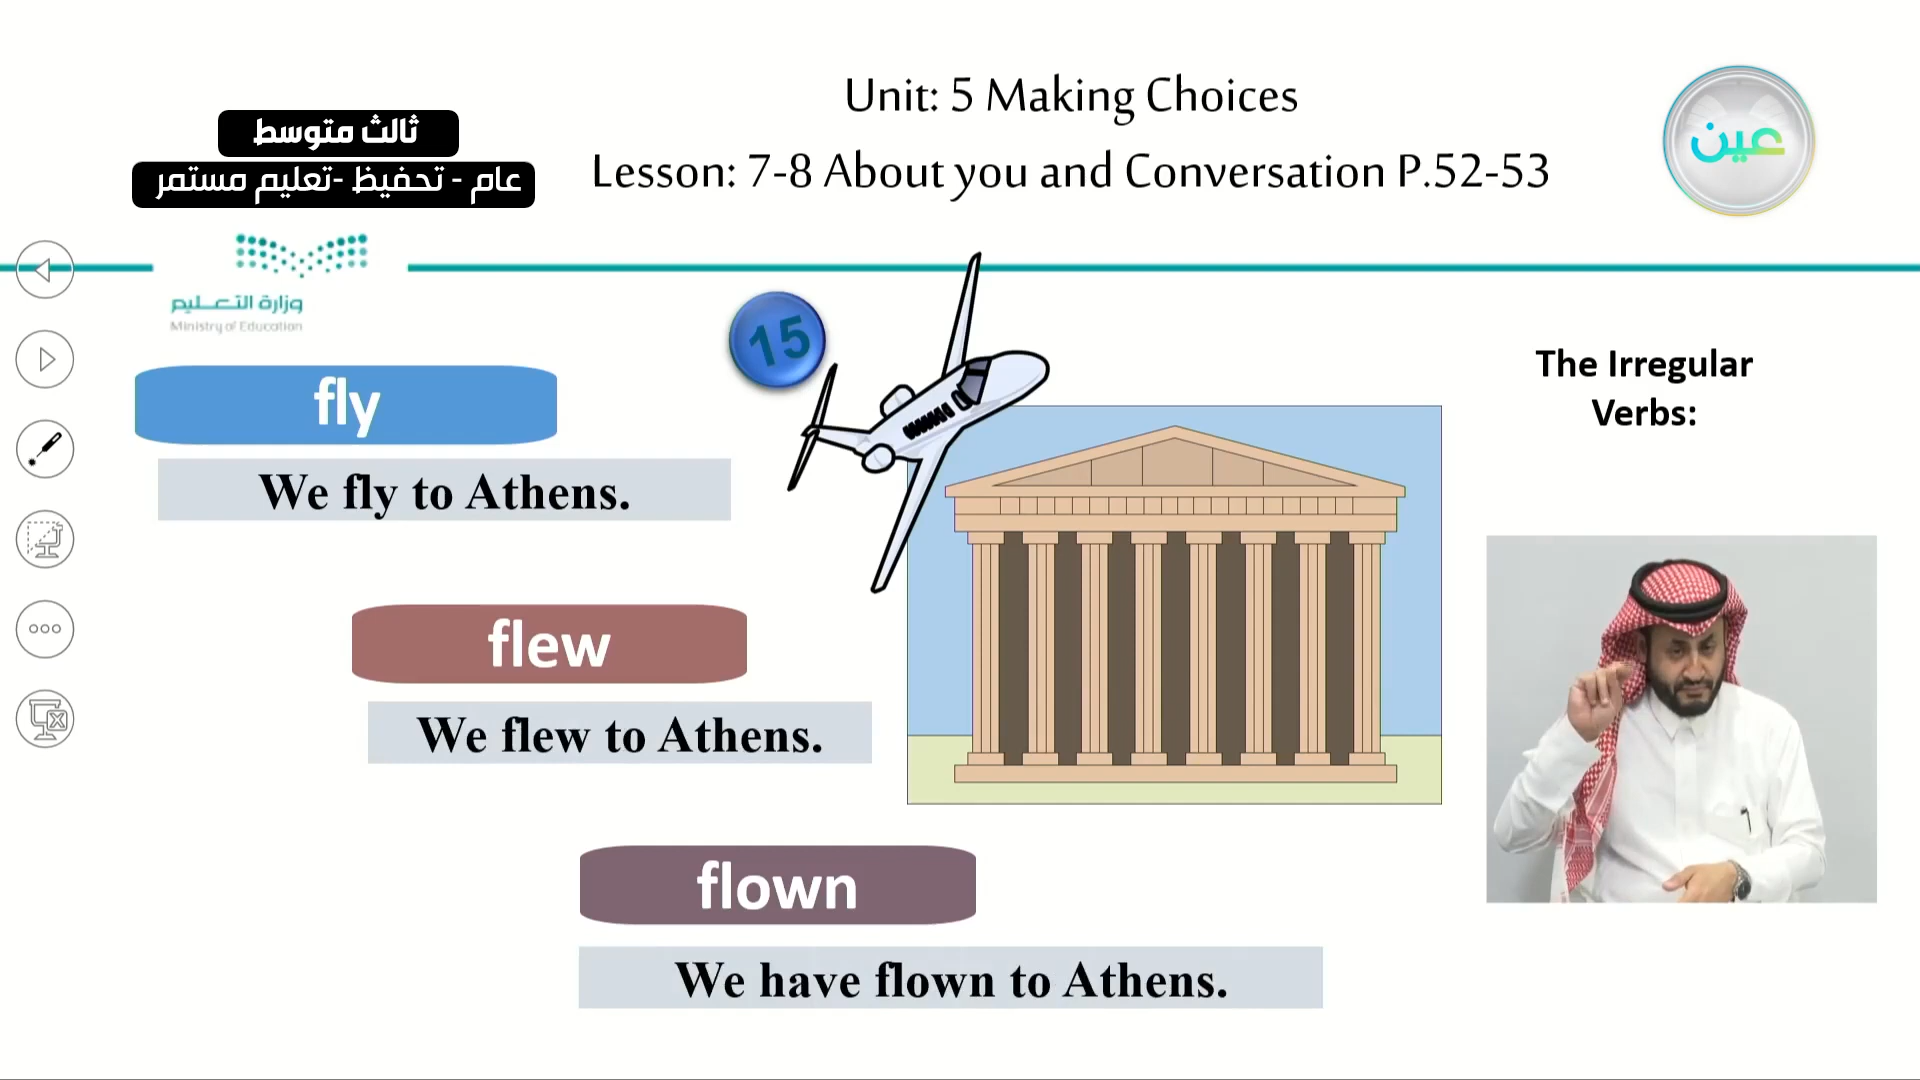 Unit: 5 Making Choices
Lesson: 7-8 About you and Conversation P.52-53
ثالث متوسط
عام - تحفيظ -تعليم مستمر
عين
وزارة التعليم
Ministry of Education
15
The Irregular
Verbs:
fly
We fly to Athens.
flew
We flew to Athens.
flown
We have flown to Athens.